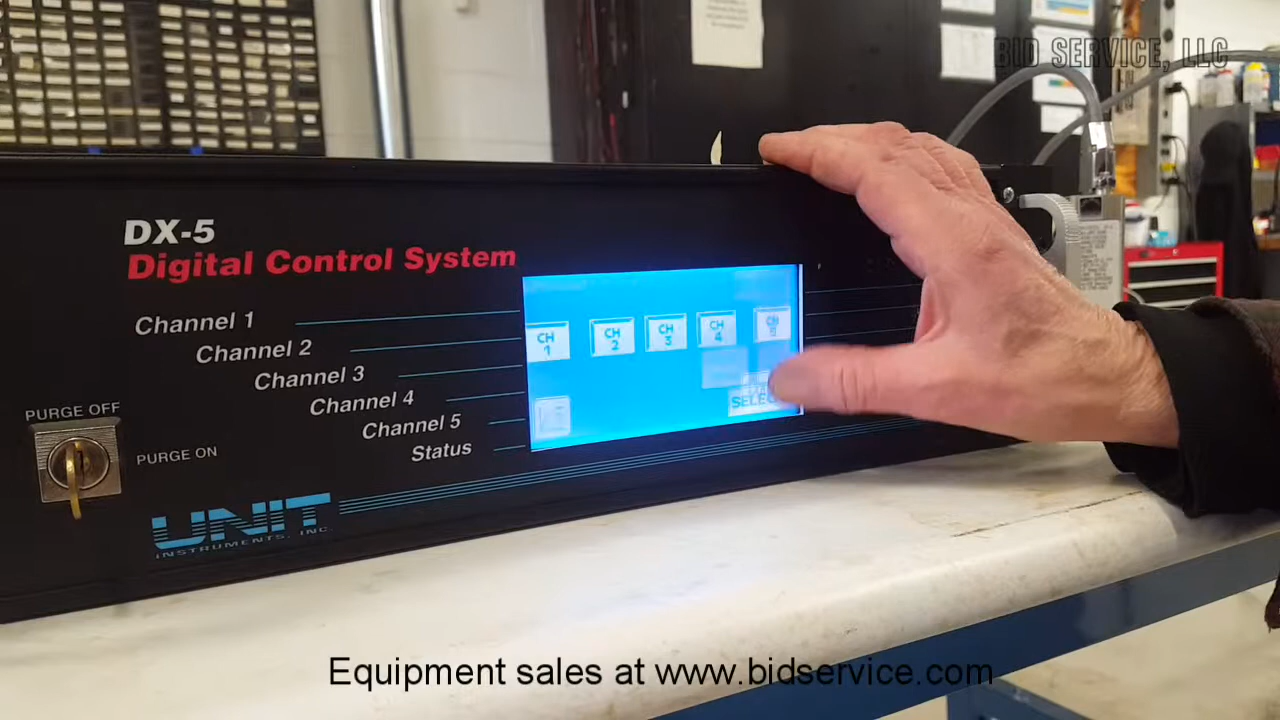 BID SERVICE, LLC
DX-5
Digital Control System
Channel 1
Channel 2
Channel 3
Channel 4
Channel 5
Status
CH 1
CH 2
CH 3
CH 4
CH 5
PURGE OFF
PURGE ON
UNIT
INSTRUMENTS, INC.
Equipment sales at www.bidservice.com